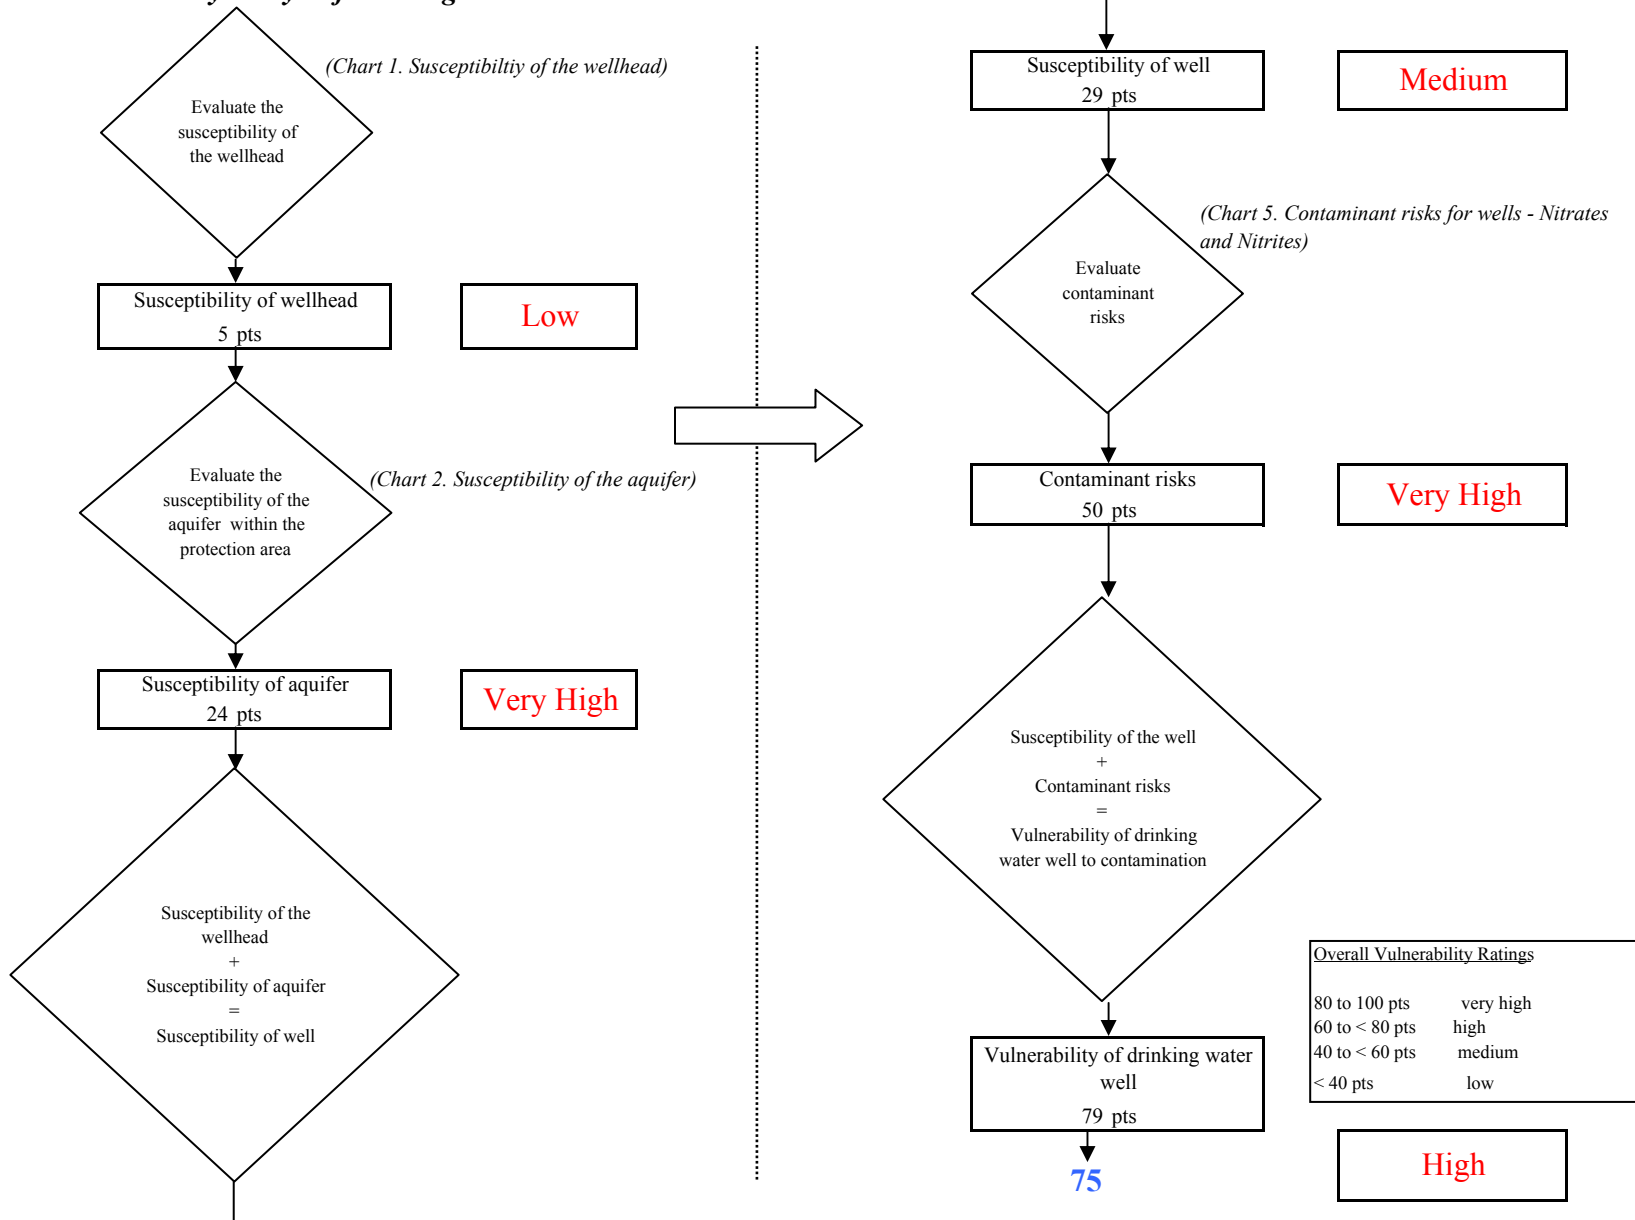 (Chart 1. Susceptibiltiy of the wellhead)
Evaluate the
susceptibility of
the wellhead
Susceptibility of wellhead
5 pts
Low
Evaluate the
susceptibility of the
aquifer within the
protection area
(Chart 2. Susceptibility of the aquifer)
Susceptibility of aquifer
24 pts
Very High
Susceptibility of the
wellhead
+
Susceptibility of aquifer
=
Susceptibility of well
Susceptibility of well
29 pts
Medium
(Chart 5. Contaminant risks for wells - Nitrates
and Nitrites)
Evaluate
contaminant
risks
Contaminant risks
50 pts
Very High
Susceptibility of the well
+
Contaminant risks
=
Vulnerability of drinking
water well to contamination
Overall Vulnerability Ratings
80 to 100 pts very high
60 to < 80 pts high
40 to < 60 pts medium
< 40 pts low
Vulnerability of drinking water
well
79 pts
75
High